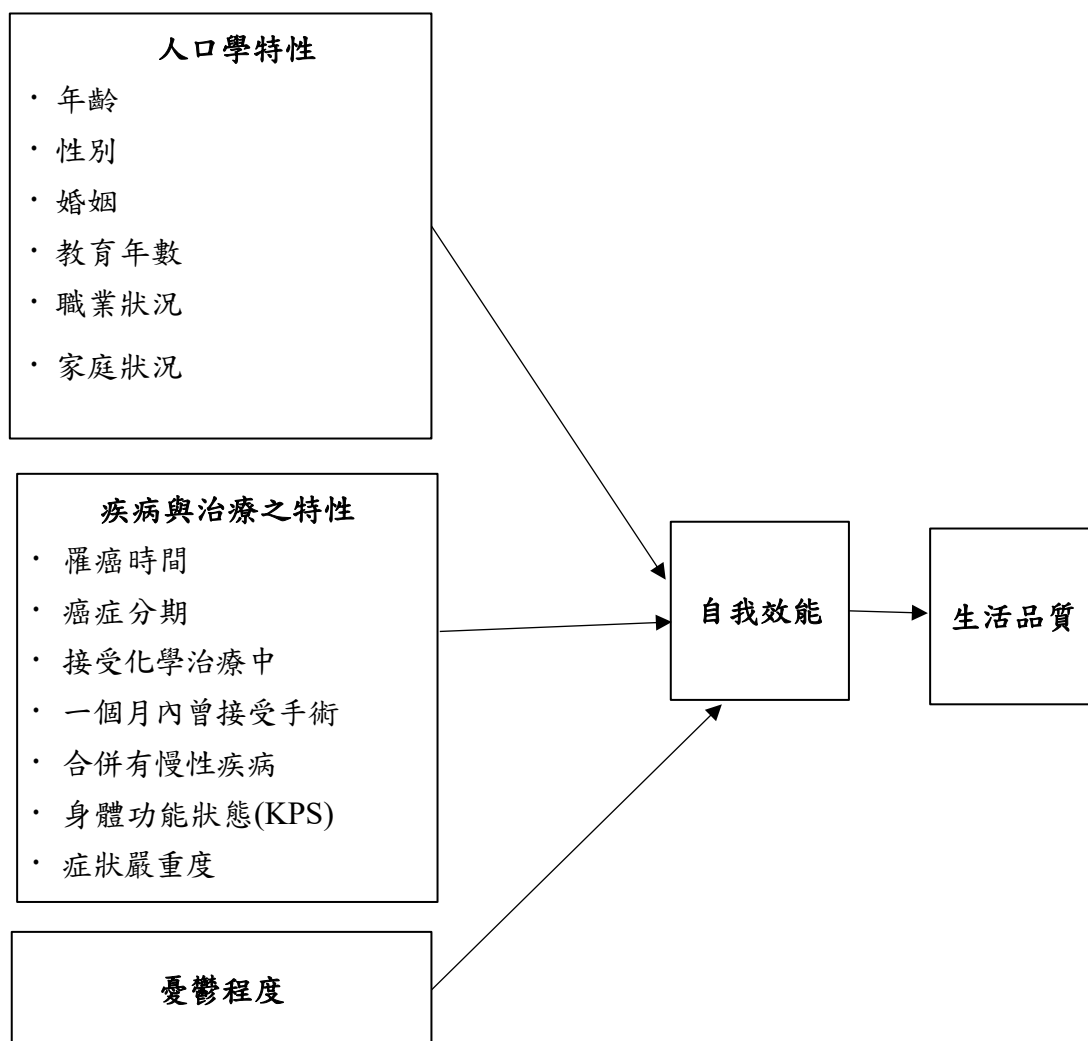 人口學特性
· 年齡
· 性別
· 婚姻
· 教育年數
· 職業狀況
· 家庭狀況
疾病與治療之特性
· 罹癌時間
· 癌症分期
· 接受化學治療中
· 一個月內曾接受手術
· 合併有慢性疾病
· 身體功能狀態(KPS)
· 症狀嚴重度
憂鬱程度
自我效能
生活品質